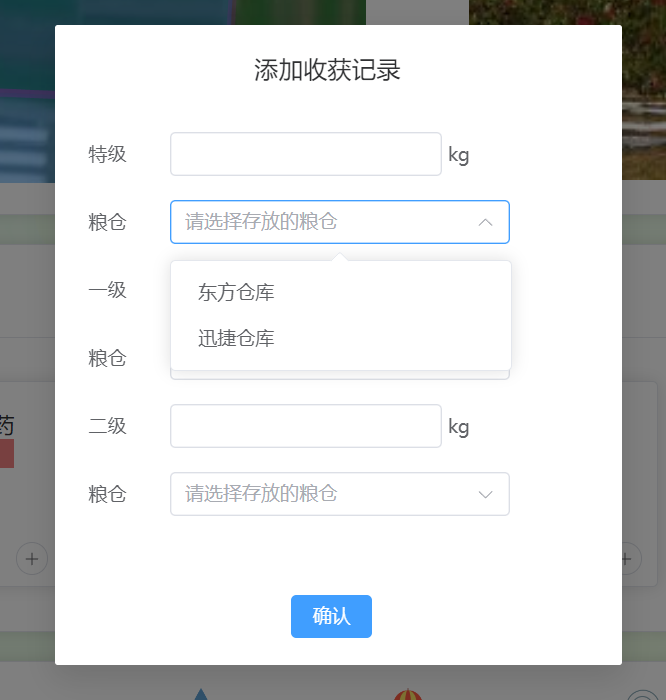 添加收获记录
特级 kg
粮仓 请选择存放的粮仓
东方仓库
一级
迅捷仓库
粮仓
药
二级 kg
粮仓 请选择存放的粮仓
确认